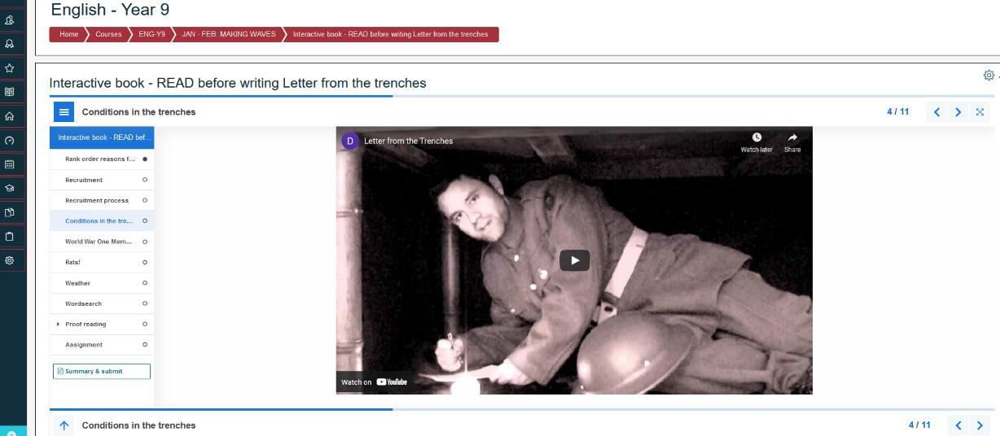 English - Year 9
Home Courses ENG-Y9 JAN - FEB: MAKING WAVES Interactive book - READ before writing Letter from the trenches
Interactive book - READ before writing Letter from the trenches
Conditions in the trenches 4 / 11
Interactive book - READ bef...
Rank order reasons f...
Recruitment
Recruitment process
Conditions in the tre...
World War One Mem...
Rats!
Weather
Wordsearch
Proof reading
Assignment
Summary & submit
D Letter from the Trenches
Watch later Share
Watch on YouTube
Conditions in the trenches 4 / 11